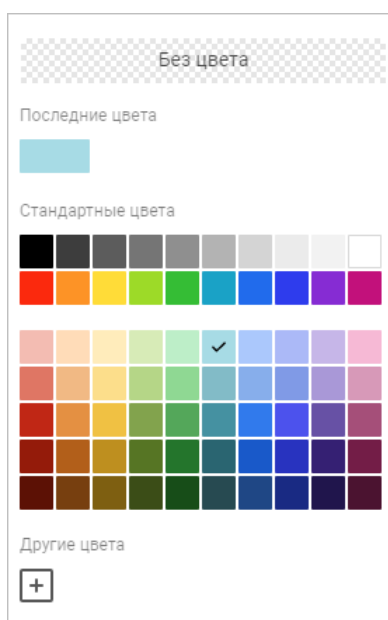 Без цвета
Последние цвета
Стандартные цвета
Другие цвета